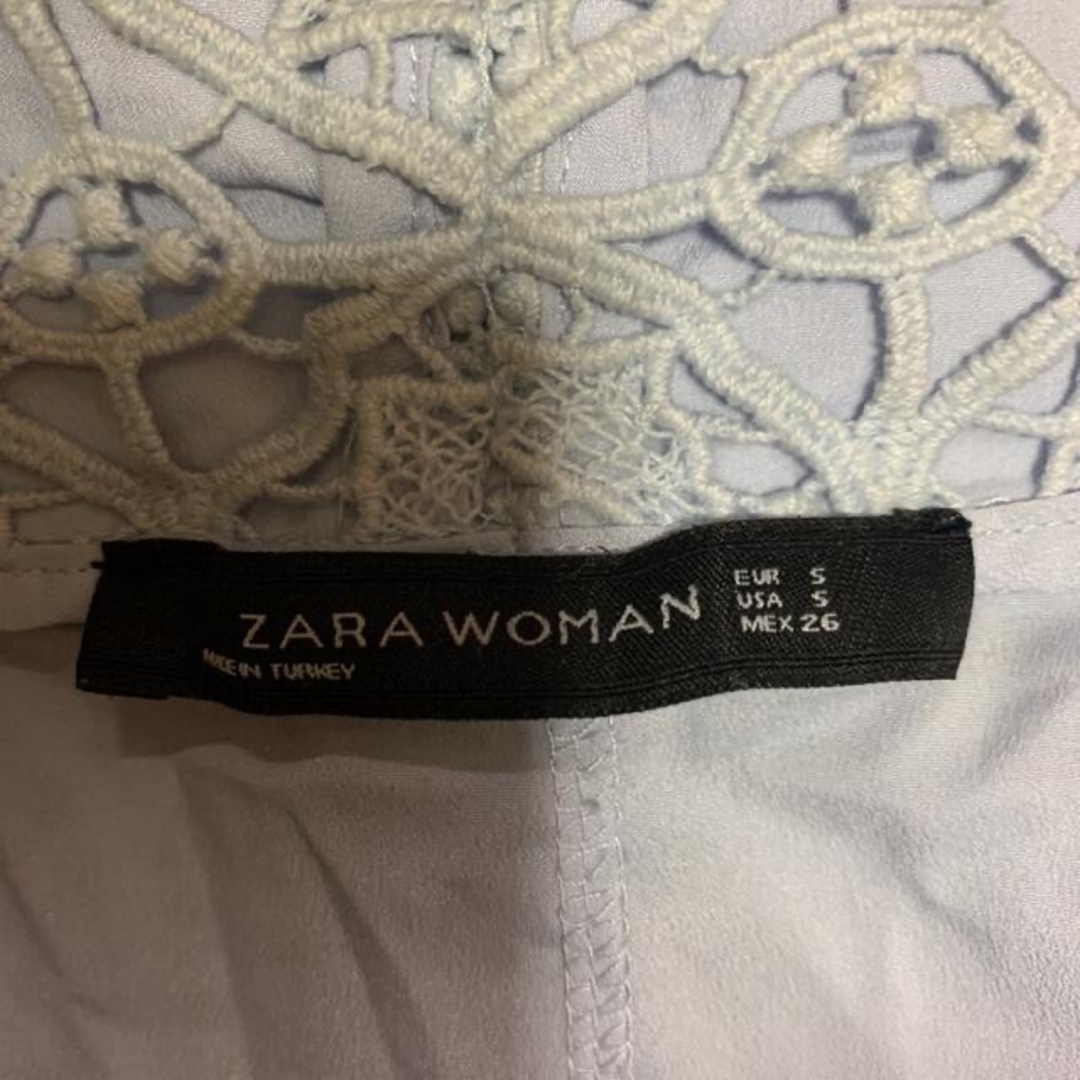 ZARA WOMAN
EUR S
USA S
MEX 26
MADE IN TURKEY